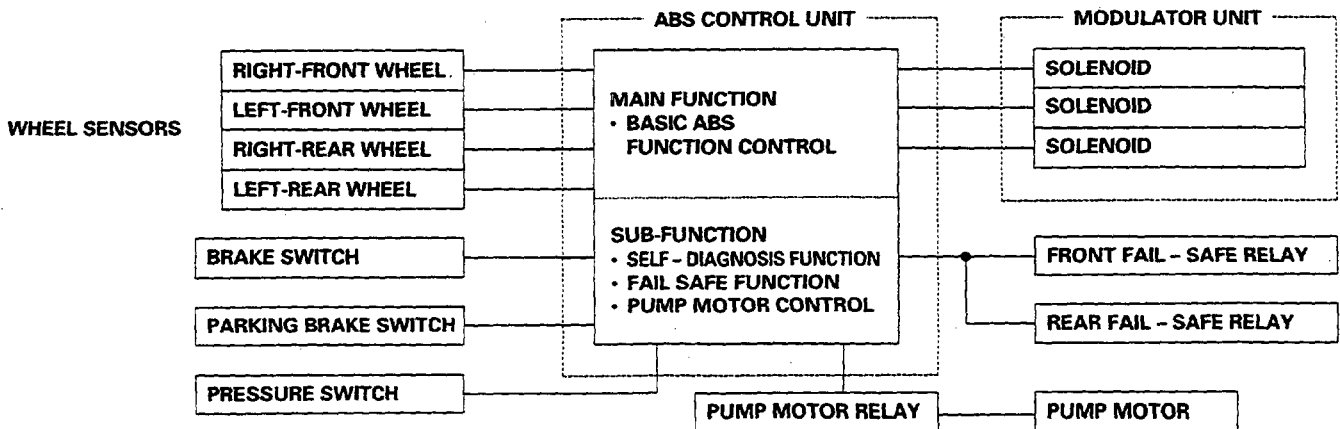 ABS CONTROL UNIT
MODULATOR UNIT
WHEEL SENSORS
RIGHT-FRONT WHEEL
LEFT-FRONT WHEEL
RIGHT-REAR WHEEL
LEFT-REAR WHEEL
BRAKE SWITCH
PARKING BRAKE SWITCH
PRESSURE SWITCH
MAIN FUNCTION
· BASIC ABS
FUNCTION CONTROL
SUB-FUNCTION
· SELF – DIAGNOSIS FUNCTION
· FAIL SAFE FUNCTION
· PUMP MOTOR CONTROL
SOLENOID
SOLENOID
SOLENOID
FRONT FAIL – SAFE RELAY
REAR FAIL – SAFE RELAY
PUMP MOTOR RELAY
PUMP MOTOR